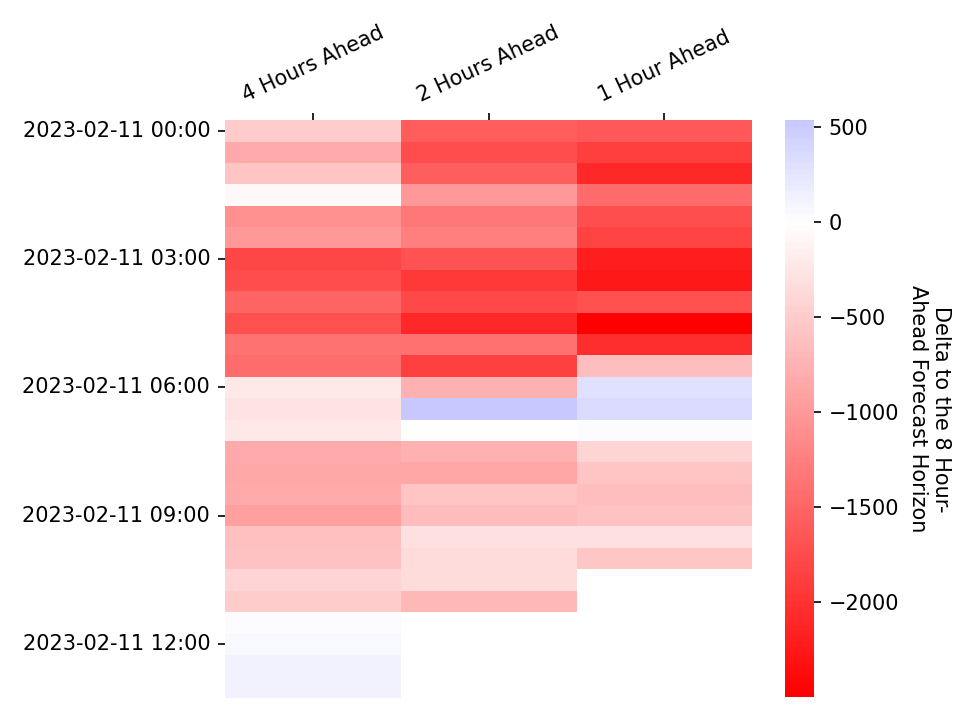 4 Hours Ahead
2 Hours Ahead
1 Hour Ahead
2023-02-11 00:00
2023-02-11 03:00
2023-02-11 06:00
2023-02-11 09:00
2023-02-11 12:00
500
0
−500
−1000
−1500
−2000
Delta to the 8 Hour-
Ahead Forecast Horizon